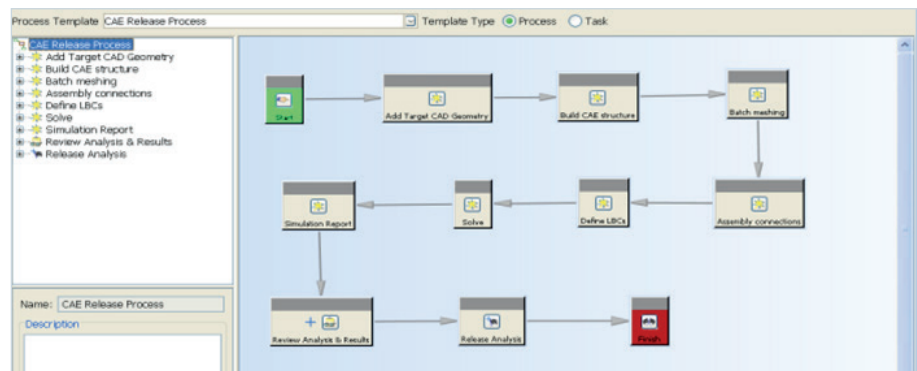 Process Template CAE Release Process Template Type Process Task
CAE Release Process
Add Target CAD Geometry
Build CAE structure
Batch meshing
Assembly connections
Define LBCs
Solve
Simulation Report
Review Analysis & Results
Release Analysis
Name: CAE Release Process
Description
Start
Add Target CAD Geometry
Build CAE structure
Batch meshing
Simulation Report
Solve
Define LBCs
Assembly connections
Review Analysis & Results
Release Analysis
Finish